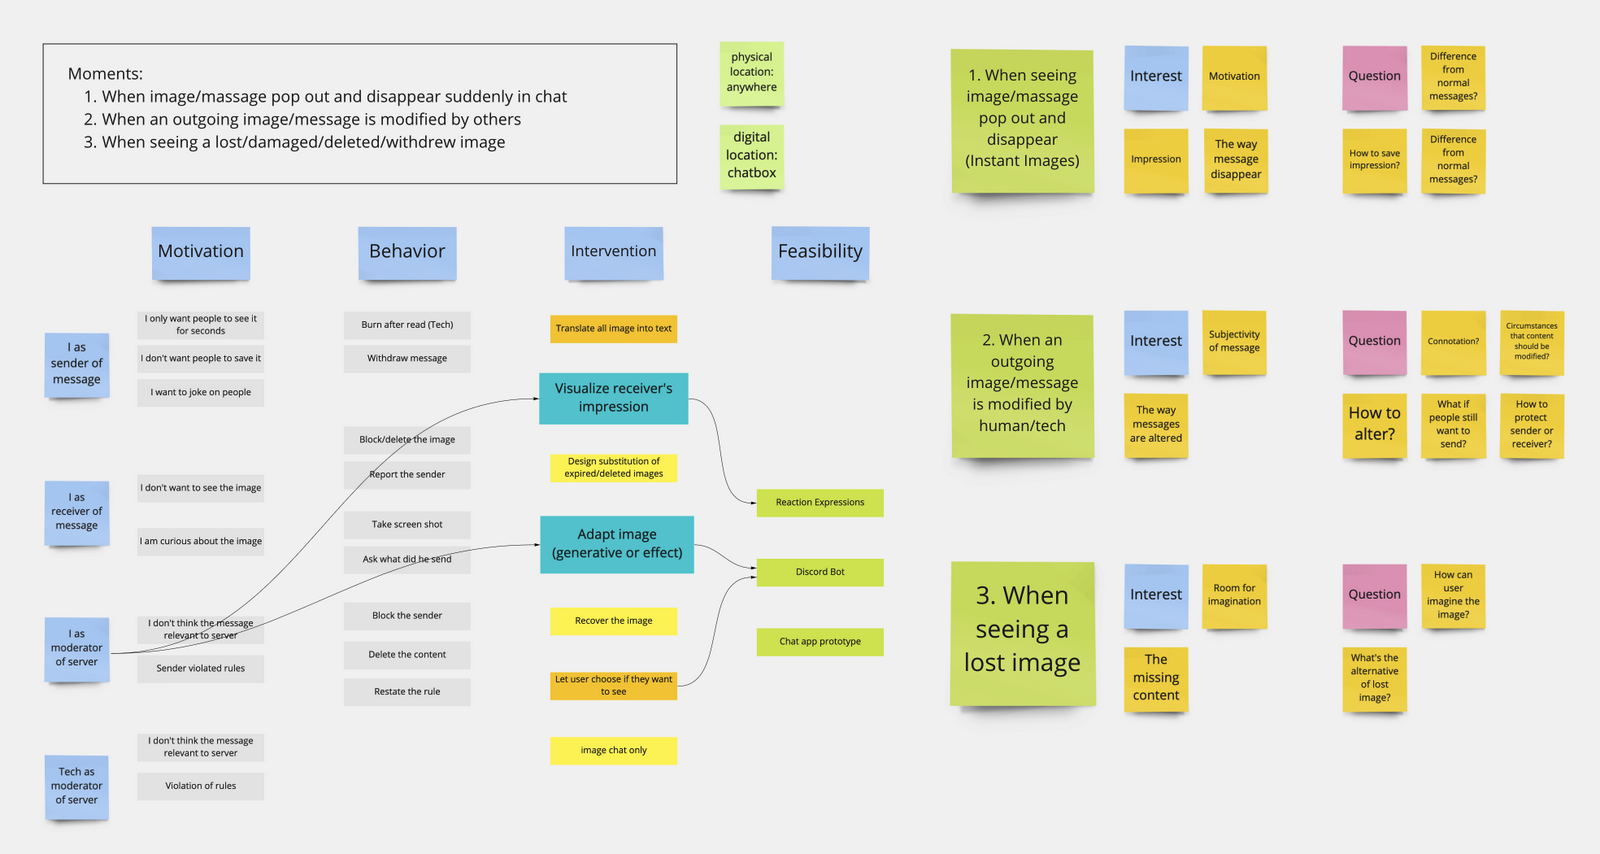 Moments:
1. When image/massage pop out and disappear suddenly in chat
2. When an outgoing image/message is modified by others
3. When seeing a lost/damaged/deleted/withdrew image
physical
location:
anywhere
digital
location:
chatbox
Motivation
Behavior
Intervention
Feasibility
I as
sender of
message
I only want people to see it
for seconds
I don't want people to save it
I want to joke on people
Burn after read (Tech)
Withdraw message
Translate all image into text
Visualize receiver's
impression
Block/delete the image
Report the sender
Design substitution of
expired/deleted images
I as
receiver of
message
I don't want to see the image
I am curious about the image
Take screen shot
Ask what did he send
Adapt image
(generative or effect)
Reaction Expressions
Discord Bot
Chat app prototype
I as
moderator
of server
I don't think the message
relevant to server
Sender violated rules
Block the sender
Delete the content
Restate the rule
Recover the image
Let user choose if they want
to see
image chat only
Tech as
moderator
of server
I don't think the message
relevant to server
Violation of rules
1. When seeing
image/massage
pop out and
disappear
(Instant Images)
Interest
Motivation
Impression
The way
message
disappear
Question
Difference
from
normal
messages?
How to save
impression?
Difference
from
normal
messages?
2. When an
outgoing
image/message
is modified by
human/tech
Interest
Subjectivity
of message
The way
messages
are altered
Question
Connotation?
Circumstances
that content
should be
modified?
How to
alter?
What if
people still
want to
send?
How to
protect
sender or
receiver?
3. When
seeing a
lost image
Interest
Room for
imagination
The
missing
content
Question
How can
user
imagine the
image?
What's the
alternative
of lost
image?